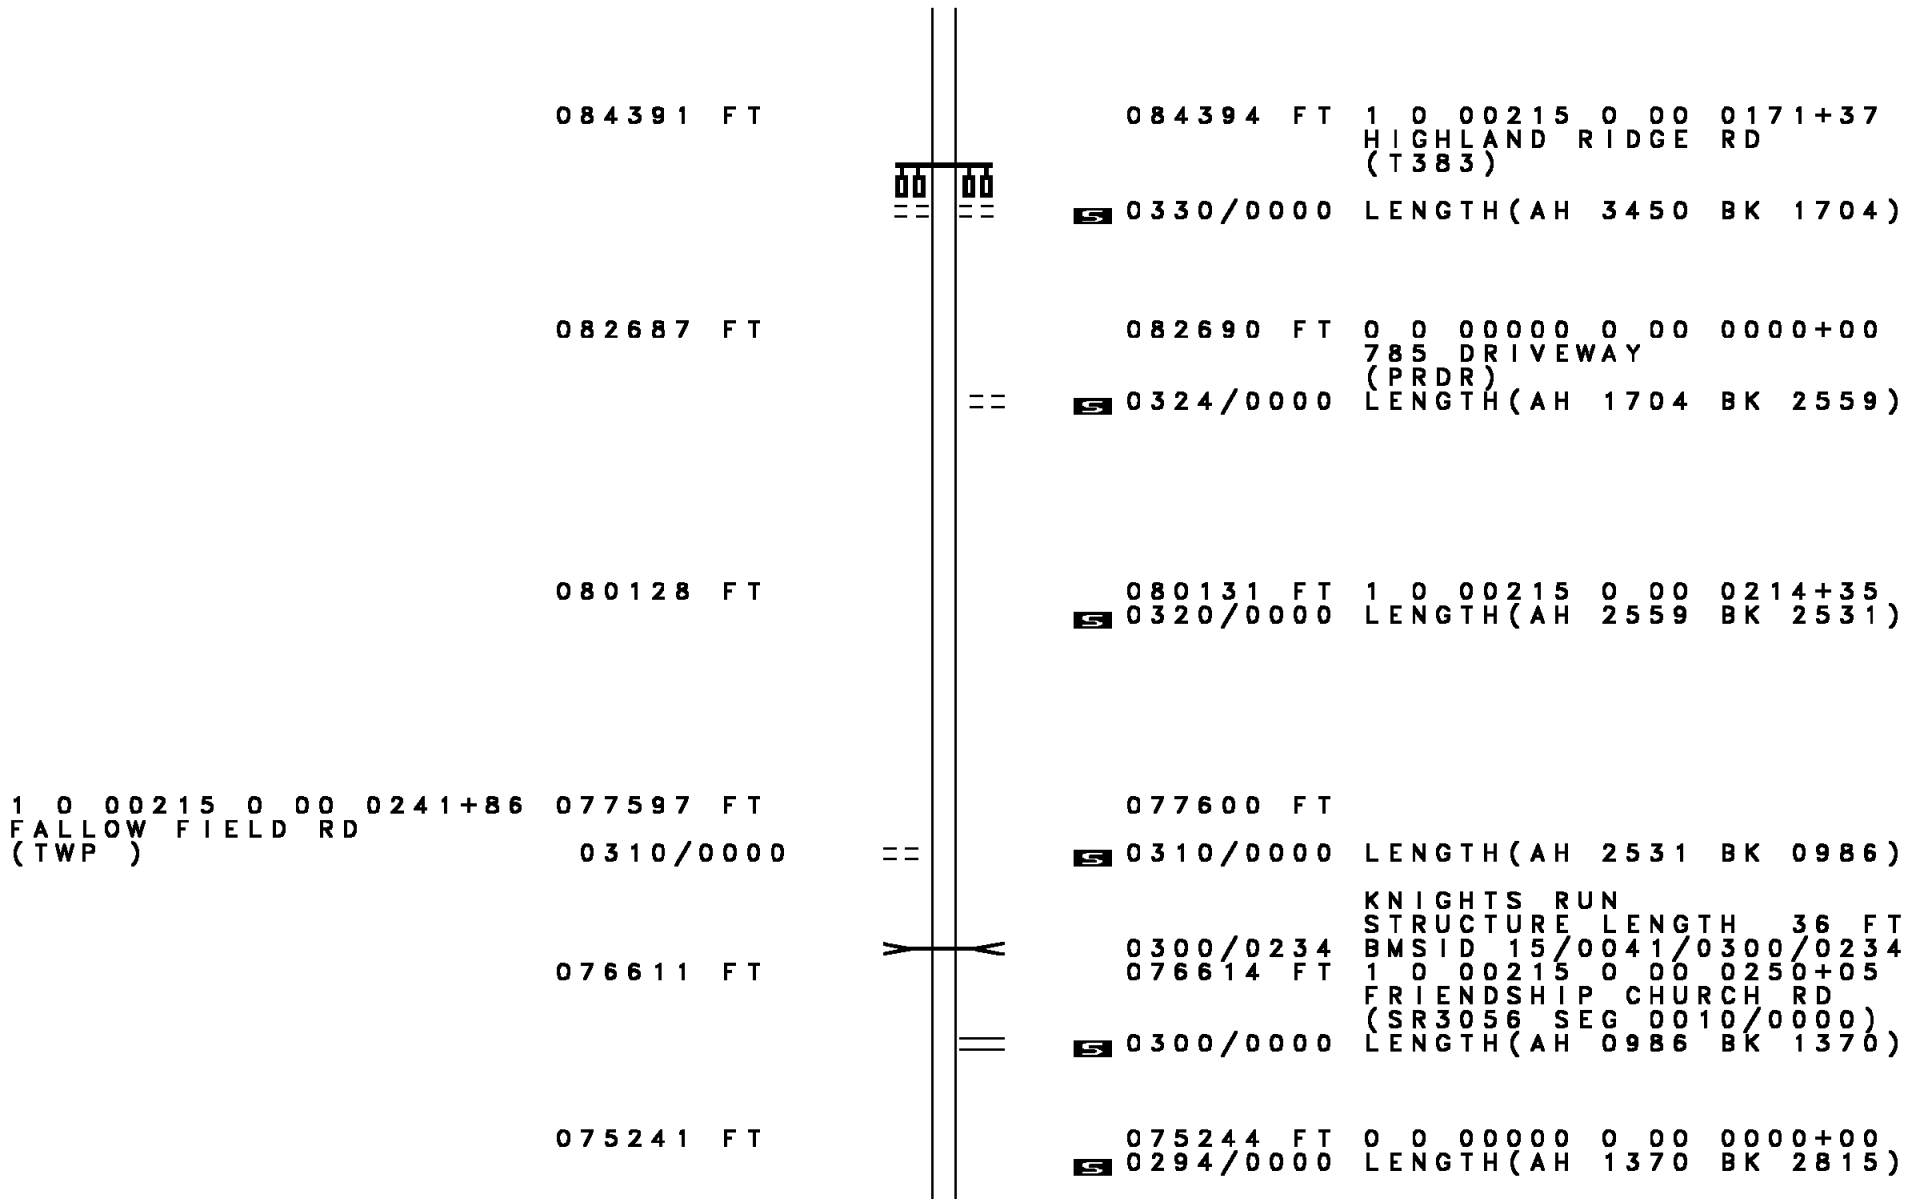 084391 FT 084394 FT 1 0 00215 0 00 0171+37
HIGHLAND RIDGE RD
(T383)
S 0330/0000 LENGTH(AH 3450 BK 1704)
082687 FT 082690 FT 0 0 00000 0 00 0000+00
785 DRIVEWAY
(PRDR)
S 0324/0000 LENGTH(AH 1704 BK 2559)
080128 FT 080131 FT 1 0 00215 0 00 0214+35
S 0320/0000 LENGTH(AH 2559 BK 2531)
1 0 00215 0 00 0241+86 077597 FT 077600 FT
FALLOW FIELD RD
(TWP ) 0310/0000 S 0310/0000 LENGTH(AH 2531 BK 0986)
KNIGHTS RUN
STRUCTURE LENGTH 36 FT
0300/0234 BMSID 15/0041/0300/0234
076611 FT 076614 FT 1 0 00215 0 00 0250+05
FRIENDSHIP CHURCH RD
(SR3056 SEG 0010/0000)
S 0300/0000 LENGTH(AH 0986 BK 1370)
075241 FT 075244 FT 0 0 00000 0 00 0000+00
S 0294/0000 LENGTH(AH 1370 BK 2815)